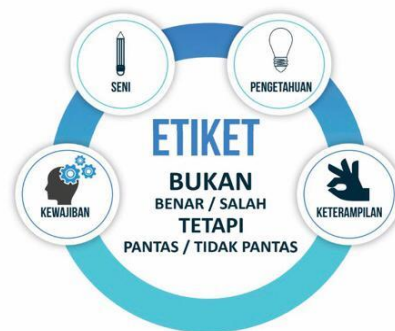 SENI
PENGETAHUAN
ETIKET
BUKAN
BENAR / SALAH
TETAPI
PANTAS / TIDAK PANTAS
KEWAJIBAN
KETERAMPILAN